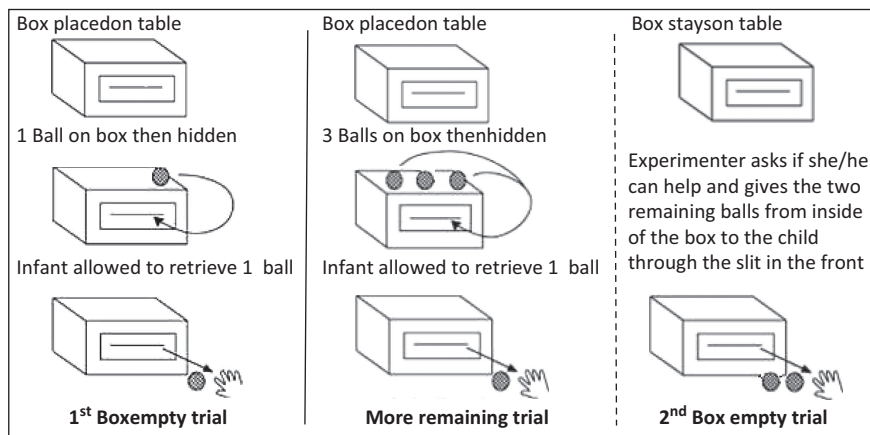 Box placedon table
1 Ball on box then hidden
Infant allowed to retrieve 1 ball
1st Boxempty trial
Box placedon table
3 Balls on box thenhidden
Infant allowed to retrieve 1 ball
More remaining trial
Box stayson table
Experimenter asks if she/he
can help and gives the two
remaining balls from inside
of the box to the child
through the slit in the front
2nd Box empty trial